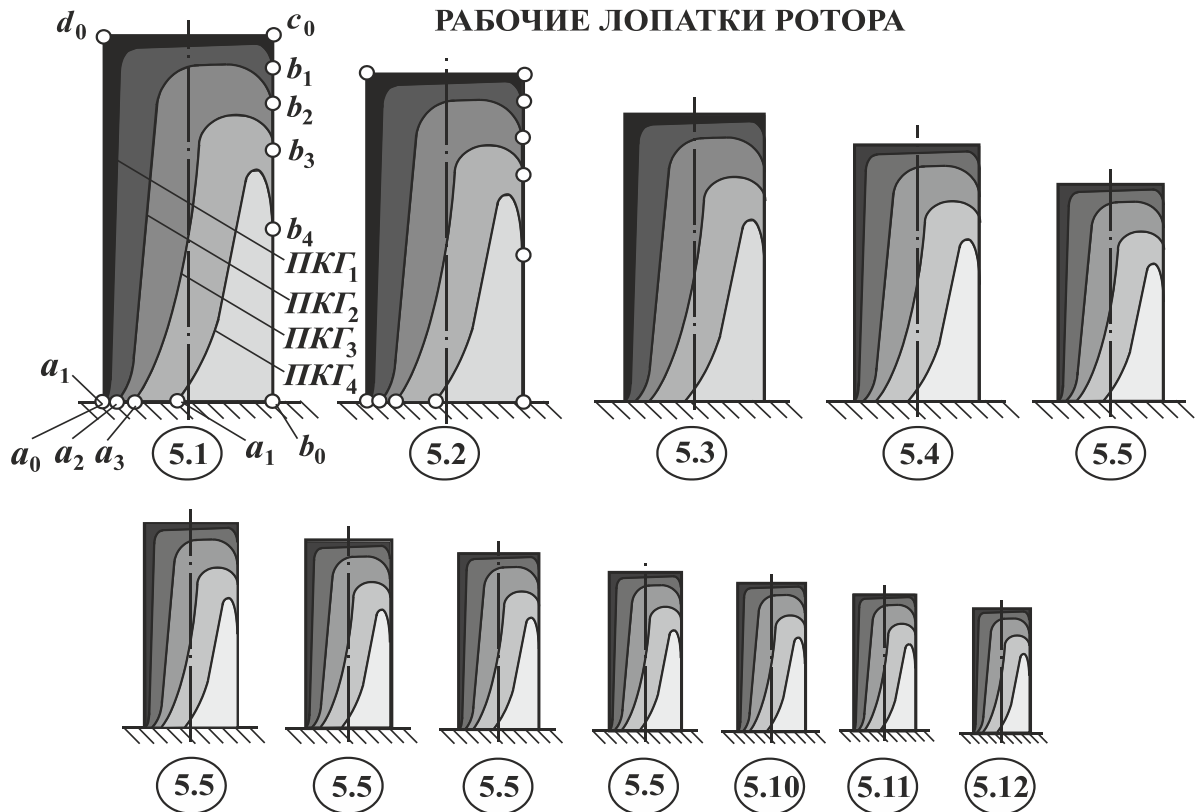 РАБОЧИЕ ЛОПАТКИ РОТОРА
d₀ c₀
b₁
b₂
b₃
b₄
ПКГ₁
ПКГ₂
ПКГ₃
ПКГ₄
a₁
a₀ a₂ a₃ a₁ b₀
5.1 5.2 5.3 5.4 5.5
5.5 5.5 5.5 5.5 5.10 5.11 5.12